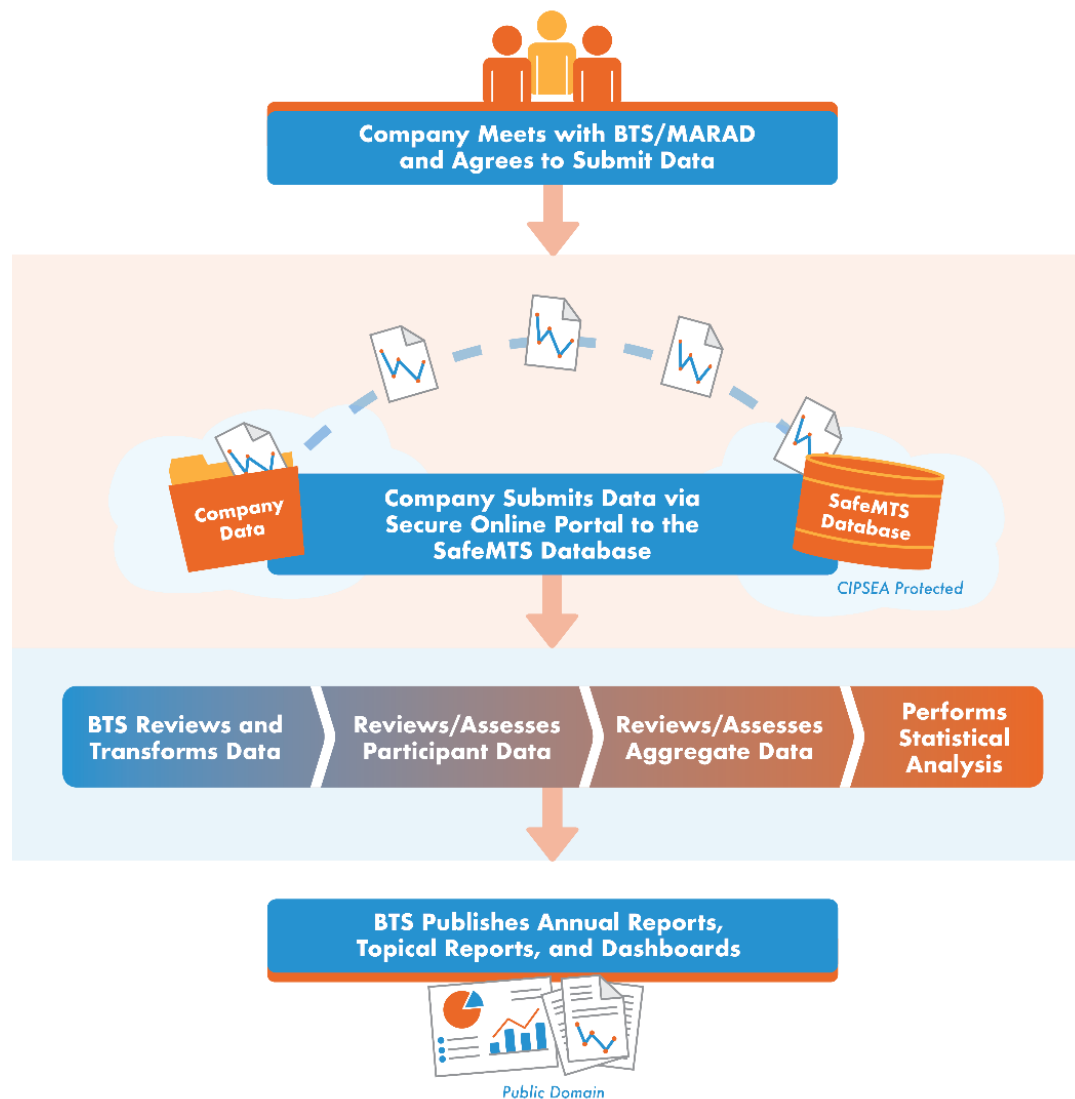 Company Meets with BTS/MARAD
and Agrees to Submit Data
Company
Data
Company Submits Data via
Secure Online Portal to the
SafeMTS Database
SafeMTS
Database
CIPSEA Protected
BTS Reviews and
Transforms Data
Reviews/Assesses
Participant Data
Reviews/Assesses
Aggregate Data
Performs
Statistical
Analysis
BTS Publishes Annual Reports,
Topical Reports, and Dashboards
Public Domain